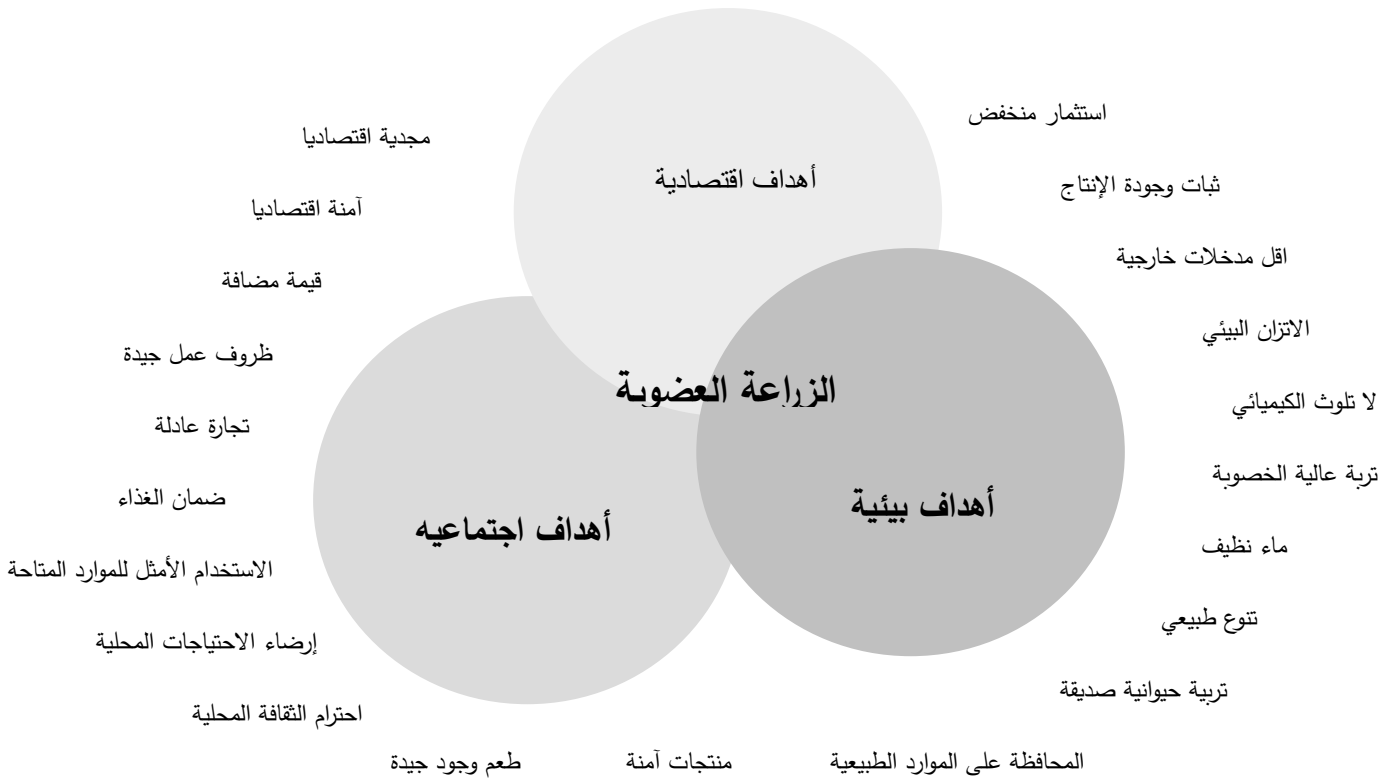 استثمار منخفض
مجدية اقتصاديا
أهداف اقتصادية
ثبات وجودة الإنتاج
آمنة اقتصاديا
اقل مدخلات خارجية
قيمة مضافة
الاتزان البيئي
ظروف عمل جيدة
الزراعة العضوية
لا تلوث الكيميائي
تجارة عادلة
تربة عالية الخصوبة
ضمان الغذاء
أهداف بيئية
أهداف اجتماعيه
ماء نظيف
الاستخدام الأمثل للموارد المتاحة
تنوع طبيعي
إرضاء الاحتياجات المحلية
تربية حيوانية صديقة
احترام الثقافة المحلية
المحافظة على الموارد الطبيعية
منتجات آمنة
طعم وجود جيدة